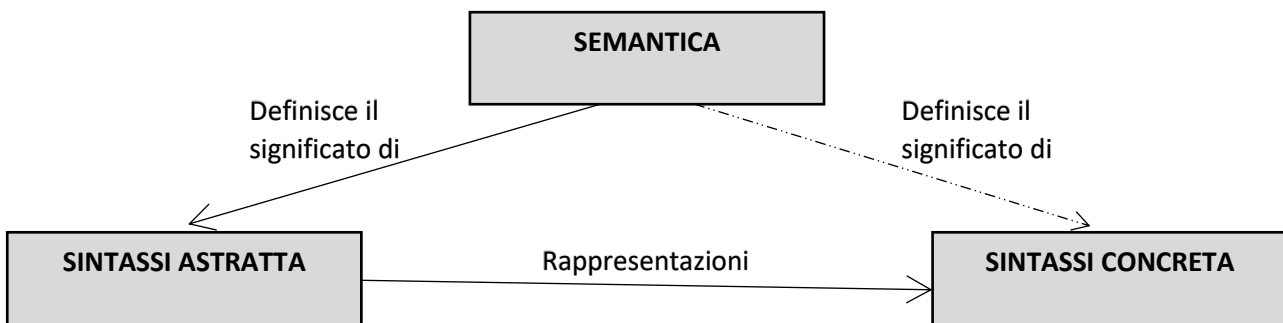 SEMANTICA
Definisce il
significato di
Definisce il
significato di
SINTASSI ASTRATTA
Rappresentazioni
SINTASSI CONCRETA